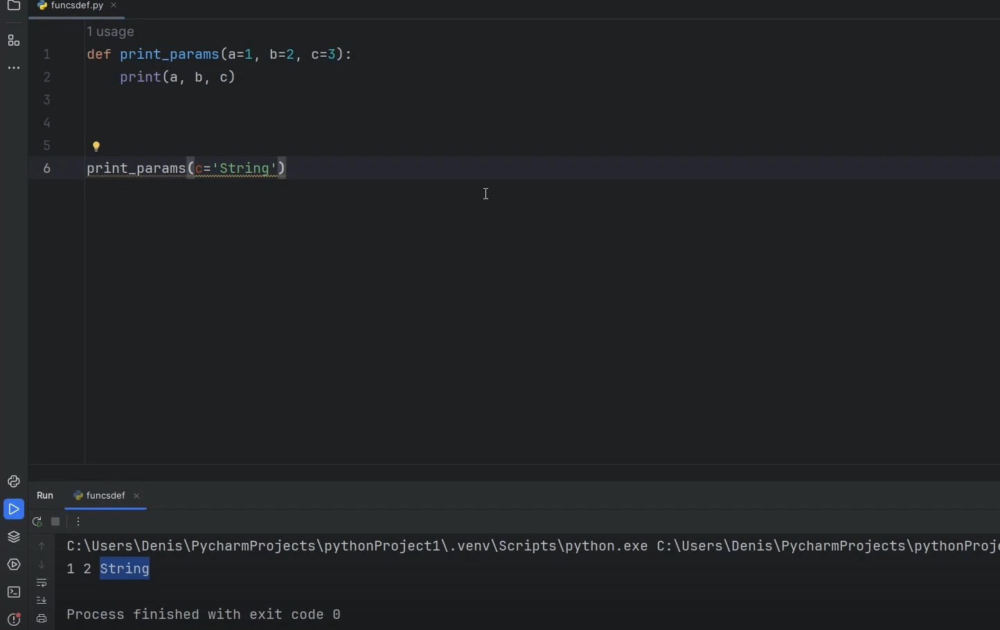 funcsdef.py
1 usage
1 def print_params(a=1, b=2, c=3):
2 print(a, b, c)
3
4
5
6 print_params(c='String')
Run funcsdef
C:\Users\Denis\PycharmProjects\pythonProject1\.venv\Scripts\python.exe C:\Users\Denis\PycharmProjects\pythonProj
1 2 String
Process finished with exit code 0